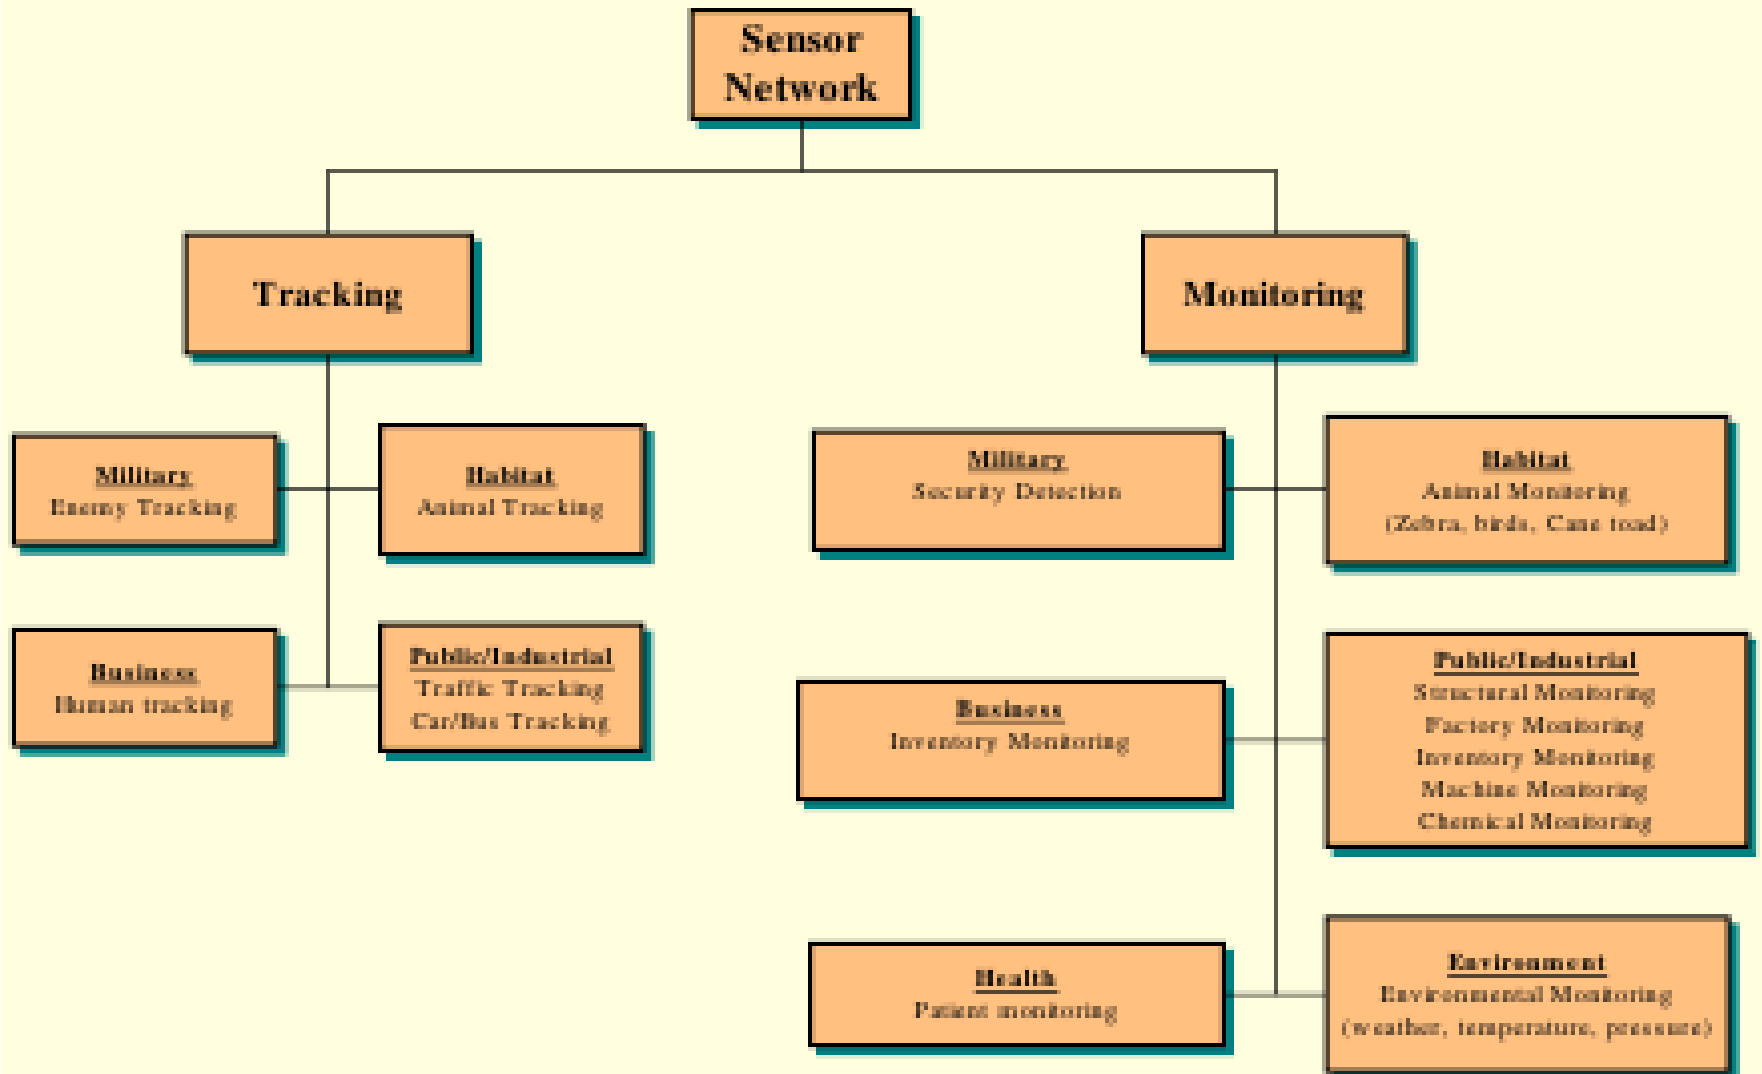 Sensor
Network
Tracking
Monitoring
Military
Enemy Tracking
Habitat
Animal Tracking
Business
Human tracking
Public/Industrial
Traffic Tracking
Car/Bus Tracking
Military
Security Detection
Habitat
Animal Monitoring
(Zebra, birds, Cane toad)
Business
Inventory Monitoring
Public/Industrial
Structural Monitoring
Factory Monitoring
Inventory Monitoring
Machine Monitoring
Chemical Monitoring
Health
Patient monitoring
Environment
Environmental Monitoring
(weather, temperature, pressure)